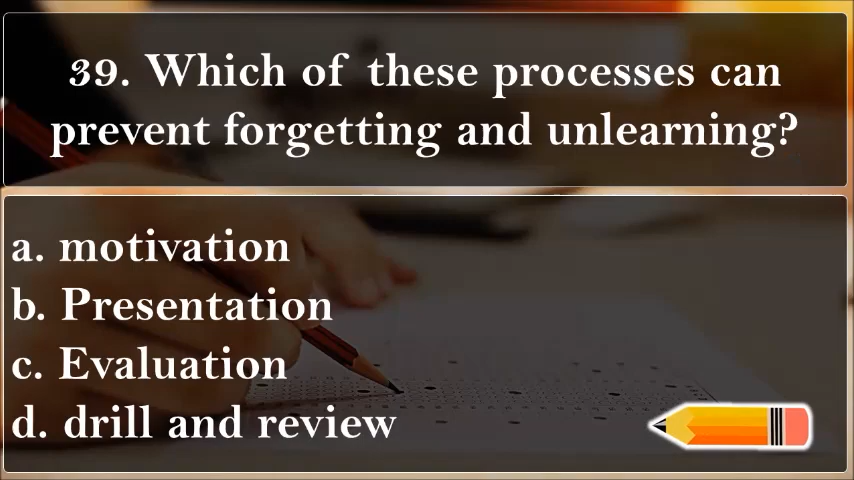 39. Which of these processes can
prevent forgetting and unlearning?
a. motivation
b. Presentation
c. Evaluation
d. drill and review